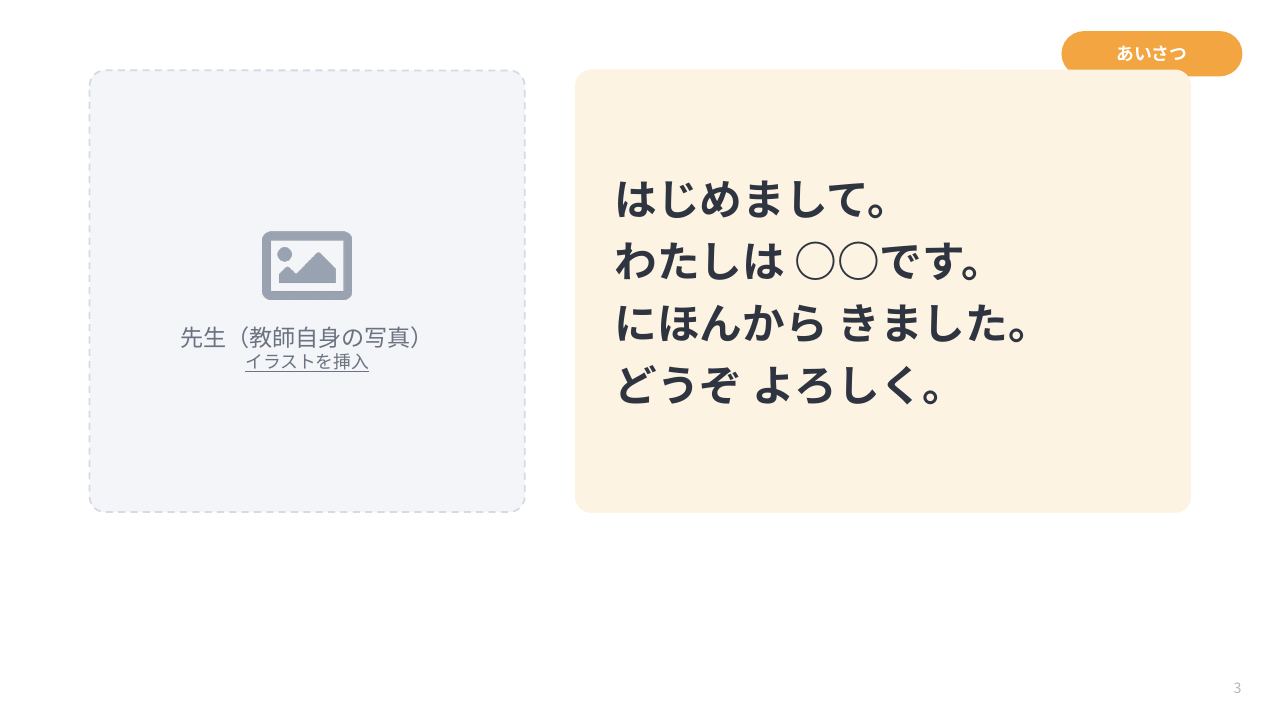 あいさつ
先生（教師自身の写真）
イラストを挿入
はじめまして。
わたしは ○○です。
にほんから きました。
どうぞ よろしく。
3